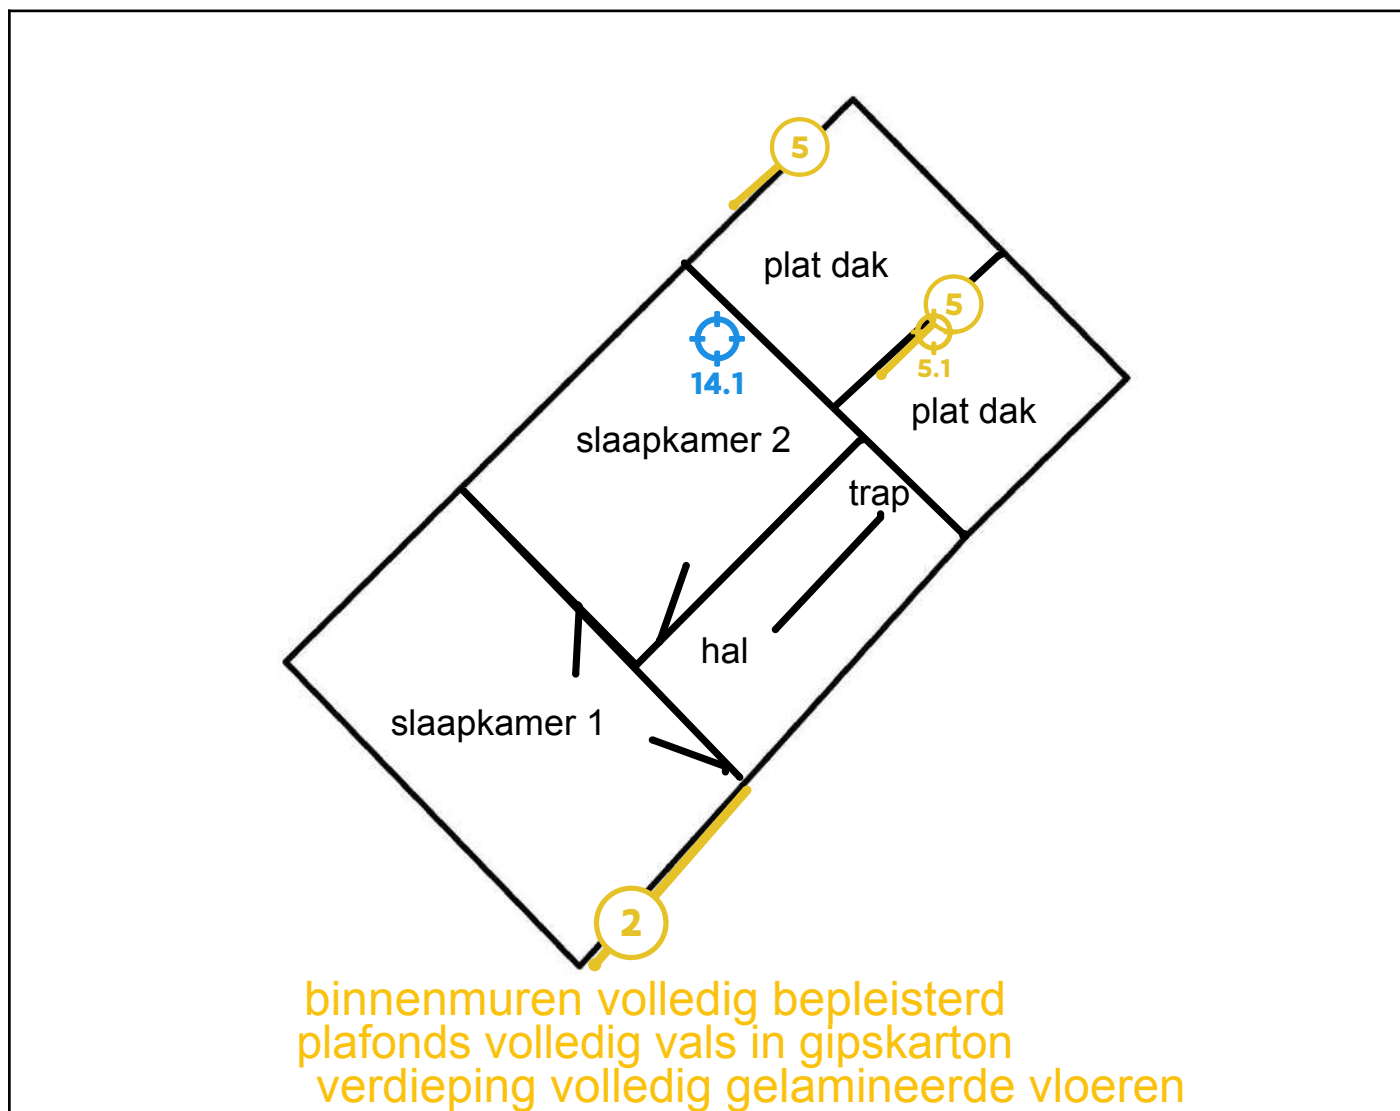 5
plat dak
5
5.1
14.1
plat dak
slaapkamer 2
trap
hal
slaapkamer 1
2
binnenmuren volledig bepleisterd
plafonds volledig vals in gipskarton
verdieping volledig gelamineerde vloeren